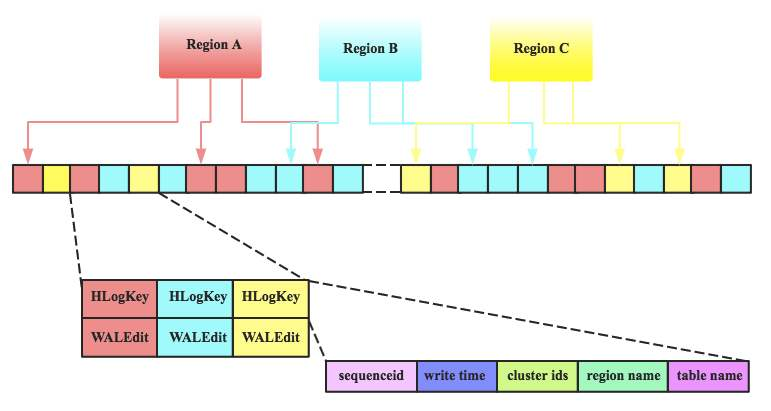 Region A
Region B
Region C
HLogKey HLogKey HLogKey
WALEdit WALEdit WALEdit
sequenceid write time cluster ids region name table name